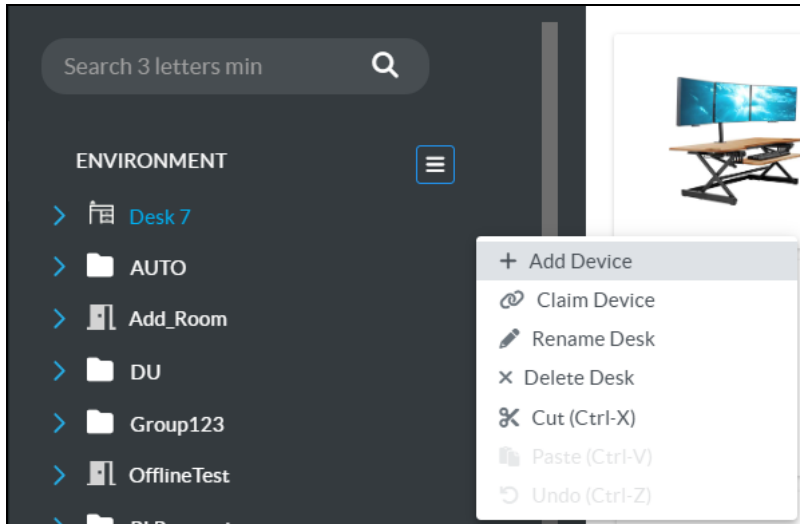 Search 3 letters min
ENVIRONMENT
Desk 7
AUTO
Add_Room
DU
Group123
OfflineTest
+ Add Device
Claim Device
Rename Desk
Delete Desk
Cut (Ctrl-X)
Paste (Ctrl-V)
Undo (Ctrl-Z)